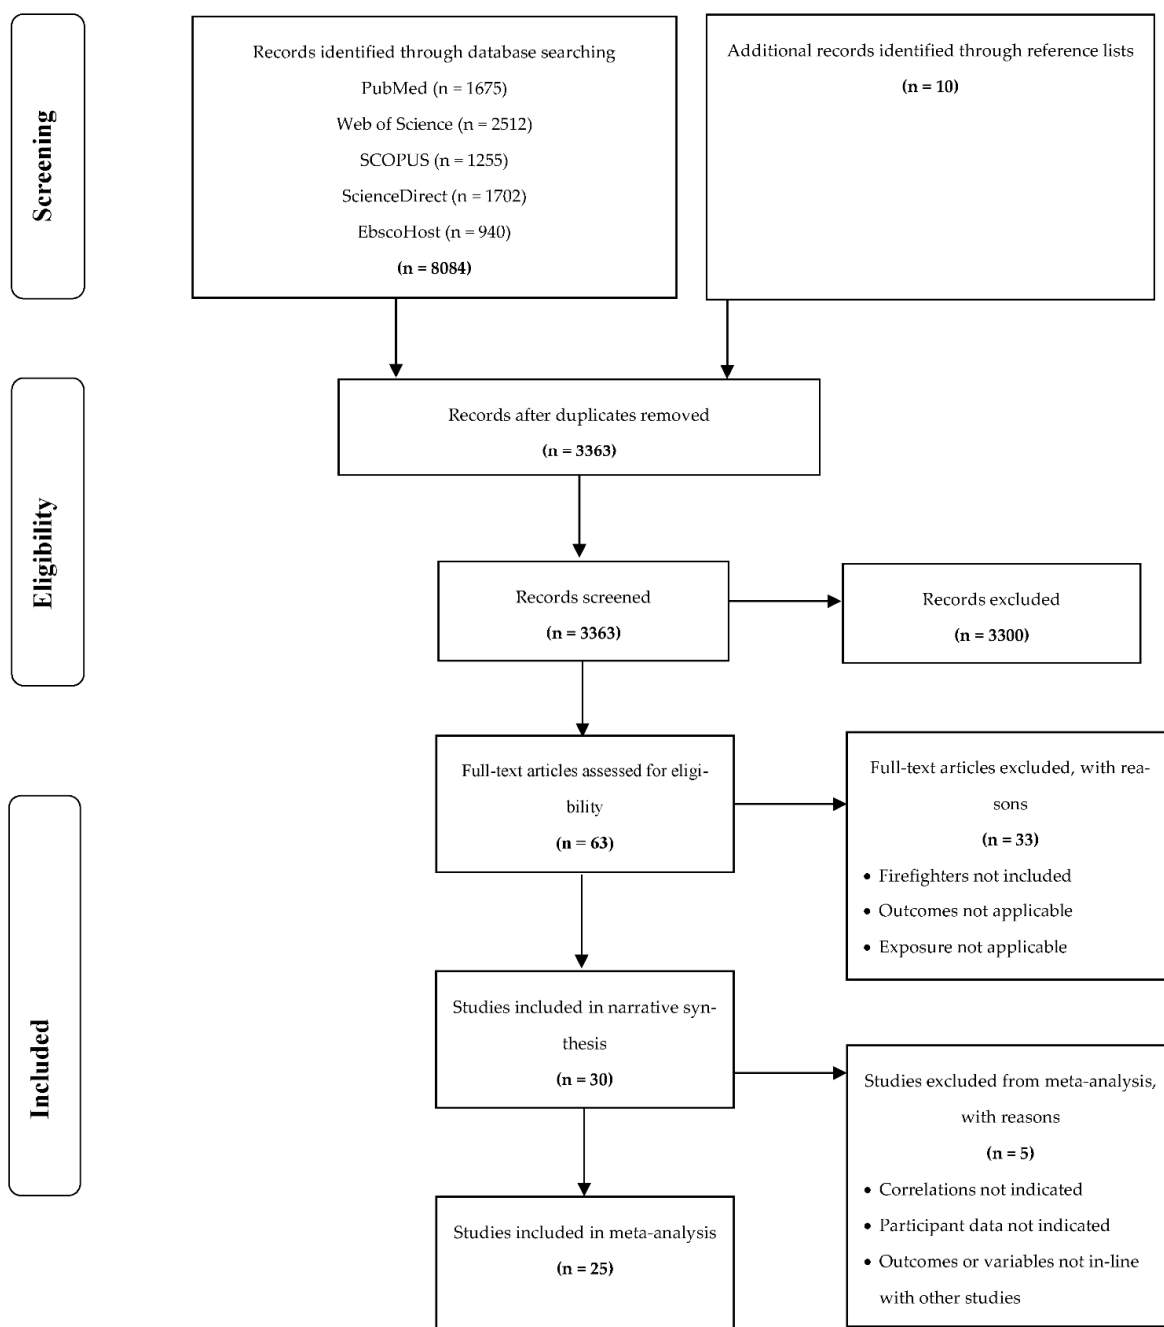 Screening
Records identified through database searching
PubMed (n = 1675)
Web of Science (n = 2512)
SCOPUS (n = 1255)
ScienceDirect (n = 1702)
EbscoHost (n = 940)
(n = 8084)
Additional records identified through reference lists
(n = 10)
Eligibility
Records after duplicates removed
(n = 3363)
Records screened
(n = 3363)
Records excluded
(n = 3300)
Included
Full-text articles assessed for eligi-
bility
(n = 63)
Full-text articles excluded, with rea-
sons
(n = 33)
• Firefighters not included
• Outcomes not applicable
• Exposure not applicable
Studies included in narrative syn-
thesis
(n = 30)
Studies excluded from meta-analysis,
with reasons
(n = 5)
• Correlations not indicated
• Participant data not indicated
• Outcomes or variables not in-line
with other studies
Studies included in meta-analysis
(n = 25)